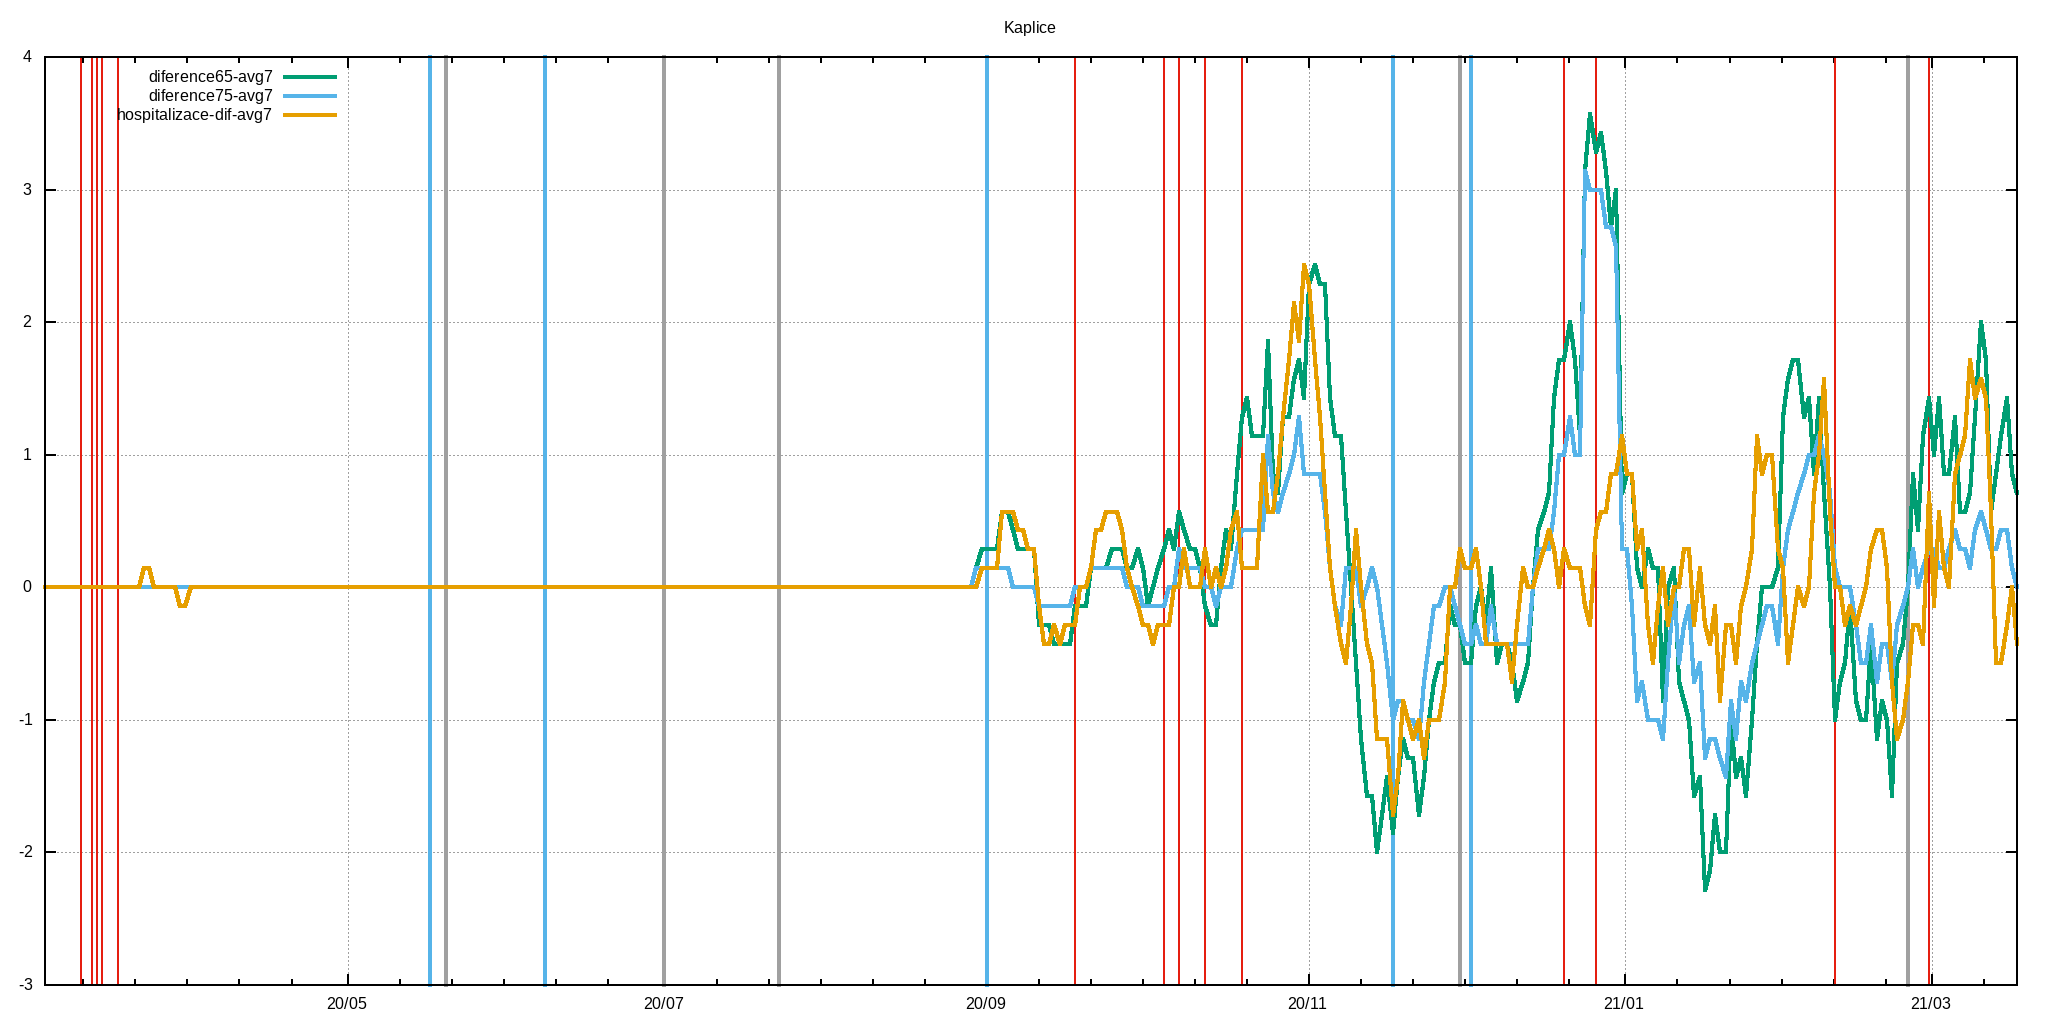 Kaplice
4
diference65-avg7
diference75-avg7
hospitalizace-dif-avg7
3
2
1
0
-1
-2
-3
20/05 20/07 20/09 20/11 21/01 21/03